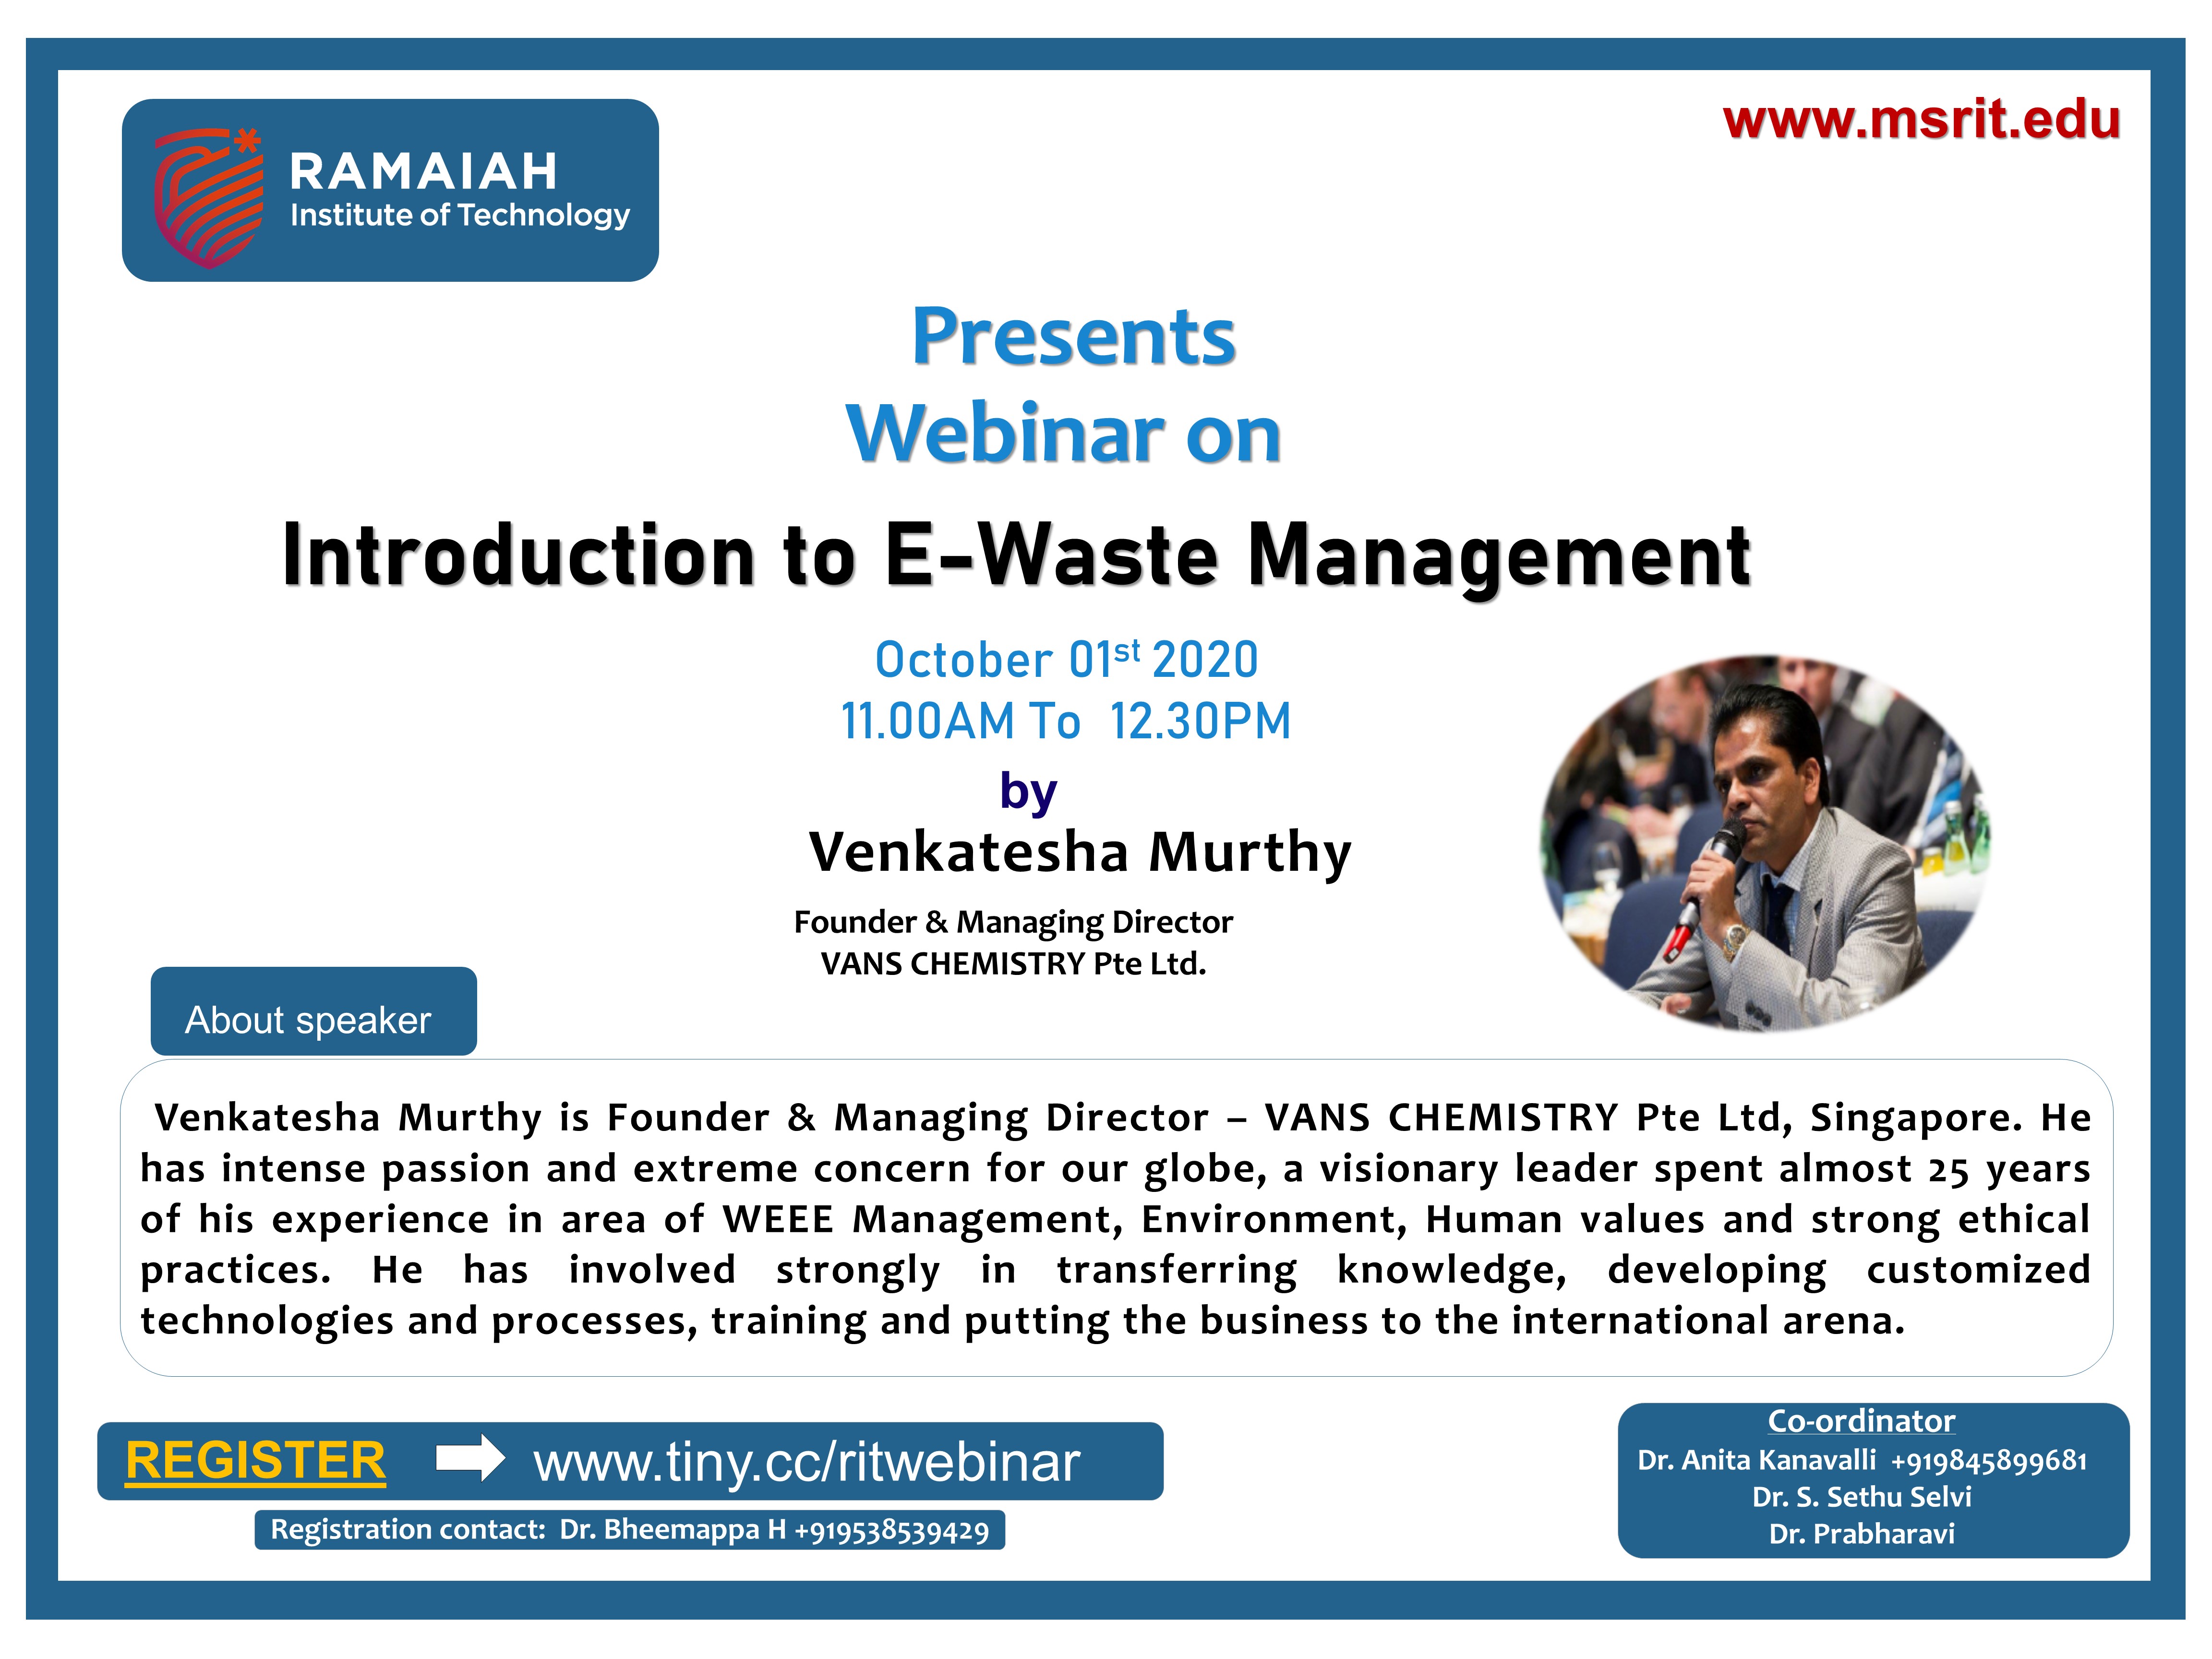 RAMAIAH
Institute of Technology
www.msrit.edu
Presents
Webinar on
Introduction to E-Waste Management
October 01st 2020
11.00AM To 12.30PM
by
Venkatesha Murthy
Founder & Managing Director
VANS CHEMISTRY Pte Ltd.
About speaker
Venkatesha Murthy is Founder & Managing Director – VANS CHEMISTRY Pte Ltd, Singapore. He
has intense passion and extreme concern for our globe, a visionary leader spent almost 25 years
of his experience in area of WEEE Management, Environment, Human values and strong ethical
practices. He has involved strongly in transferring knowledge, developing customized
technologies and processes, training and putting the business to the international arena.
REGISTER www.tiny.cc/ritwebinar
Registration contact: Dr. Bheemappa H +919538539429
Co-ordinator
Dr. Anita Kanavalli +919845899681
Dr. S. Sethu Selvi
Dr. Prabharavi